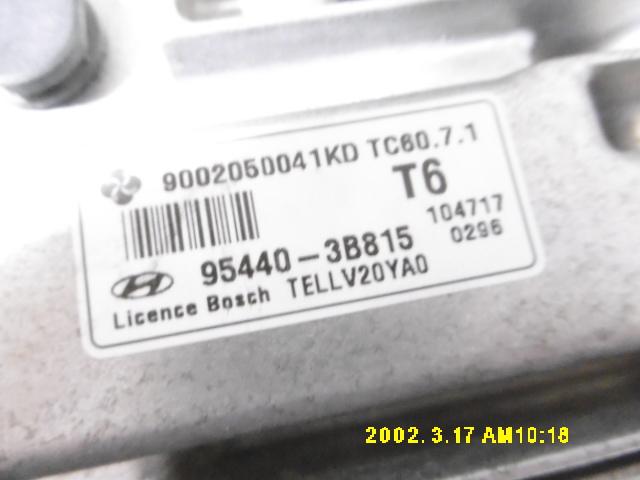 9002050041KD TC60.7.1
T6
104717
95440-3B815 0296
Licence Bosch TELLV20YA0
2002. 3.17 AM10:18